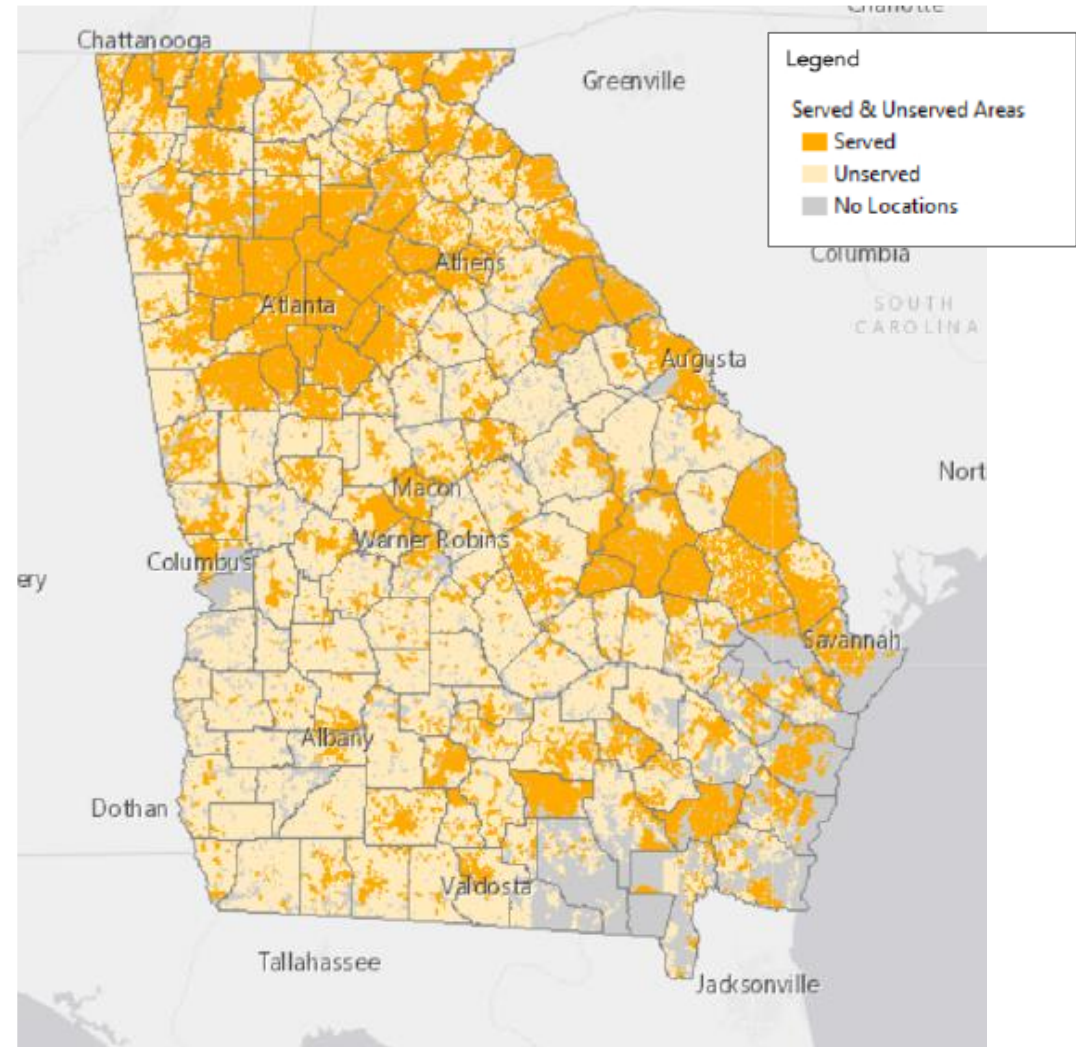 Charlotte
Chattanooga
Greenville
Legend
Served & Unserved Areas
Served
Unserved
No Locations
Columbia
Athens
Atlanta
SOUTH
CAROLINA
Augusta
Nort
Macon
Warner Robins
Columbus
ery
Savannah
Albany
Dothan
Valdosta
Tallahassee
Jacksonville